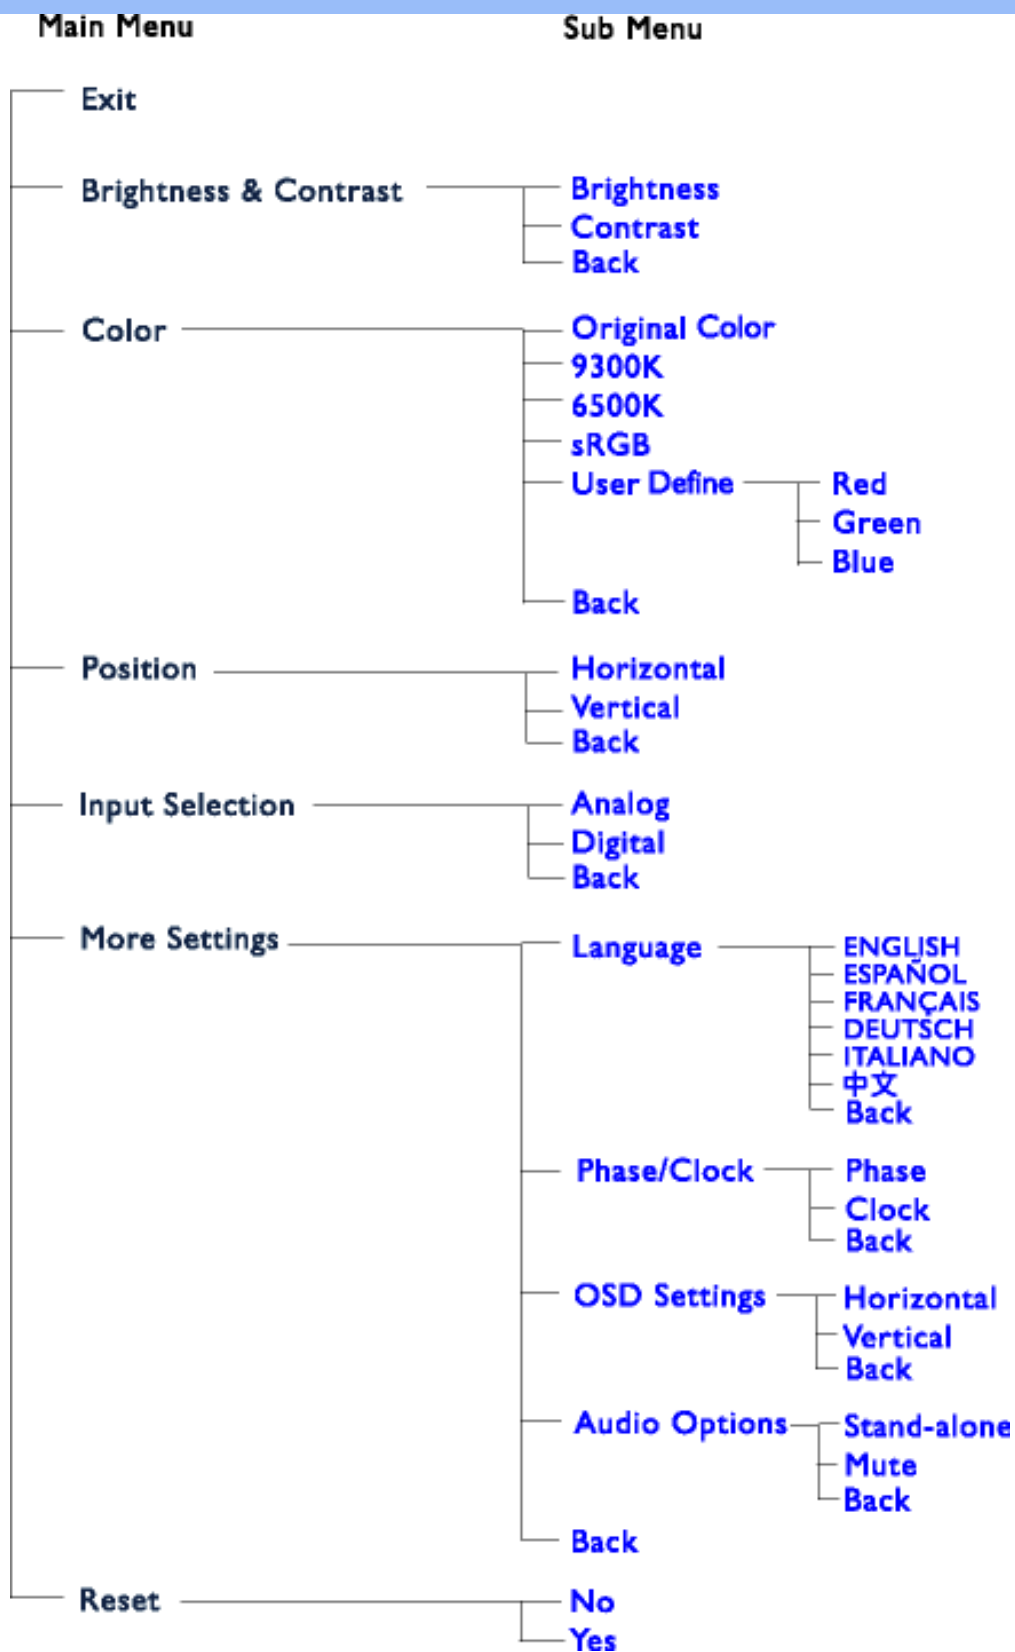 Main Menu
Sub Menu
Exit
Brightness & Contrast
Brightness
Contrast
Back
Color
Original Color
9300K
6500K
sRGB
User Define
Red
Green
Blue
Back
Position
Horizontal
Vertical
Back
Input Selection
Analog
Digital
Back
More Settings
Language
ENGLISH
ESPAÑOL
FRANÇAIS
DEUTSCH
ITALIANO
中文
Back
Phase/Clock
Phase
Clock
Back
OSD Settings
Horizontal
Vertical
Back
Audio Options
Stand-alone
Mute
Back
Back
Reset
No
Yes